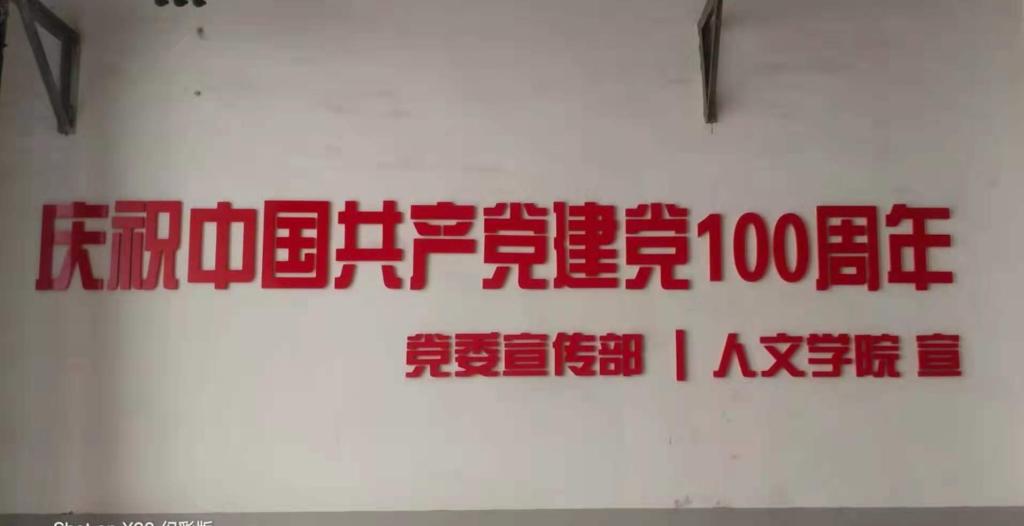 庆祝中国共产党建党100周年
党委宣传部 | 人文学院 宣